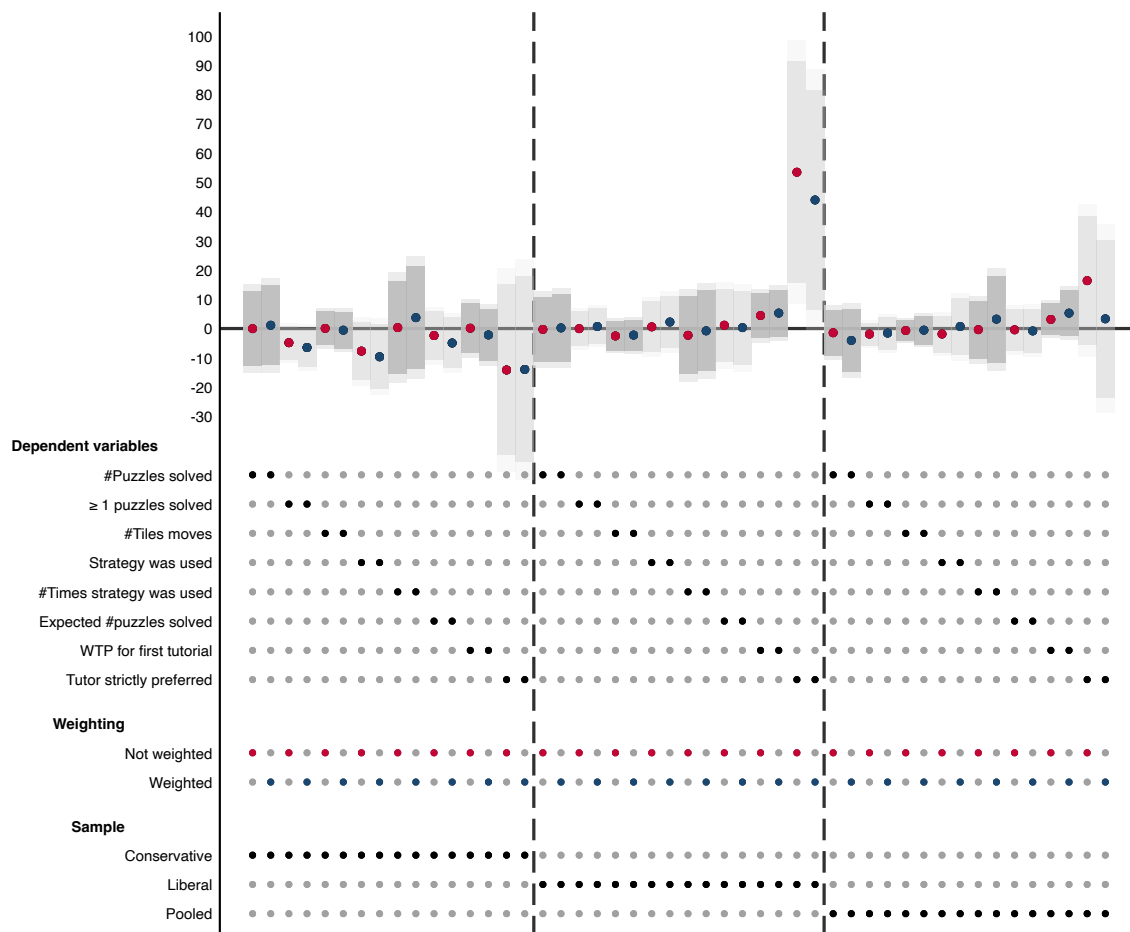 100
90
80
70
60
50
40
30
20
10
0
-10
-20
-30
Dependent variables
#Puzzles solved
≥ 1 puzzles solved
#Tiles moves
Strategy was used
#Times strategy was used
Expected #puzzles solved
WTP for first tutorial
Tutor strictly preferred
Weighting
Not weighted
Weighted
Sample
Conservative
Liberal
Pooled